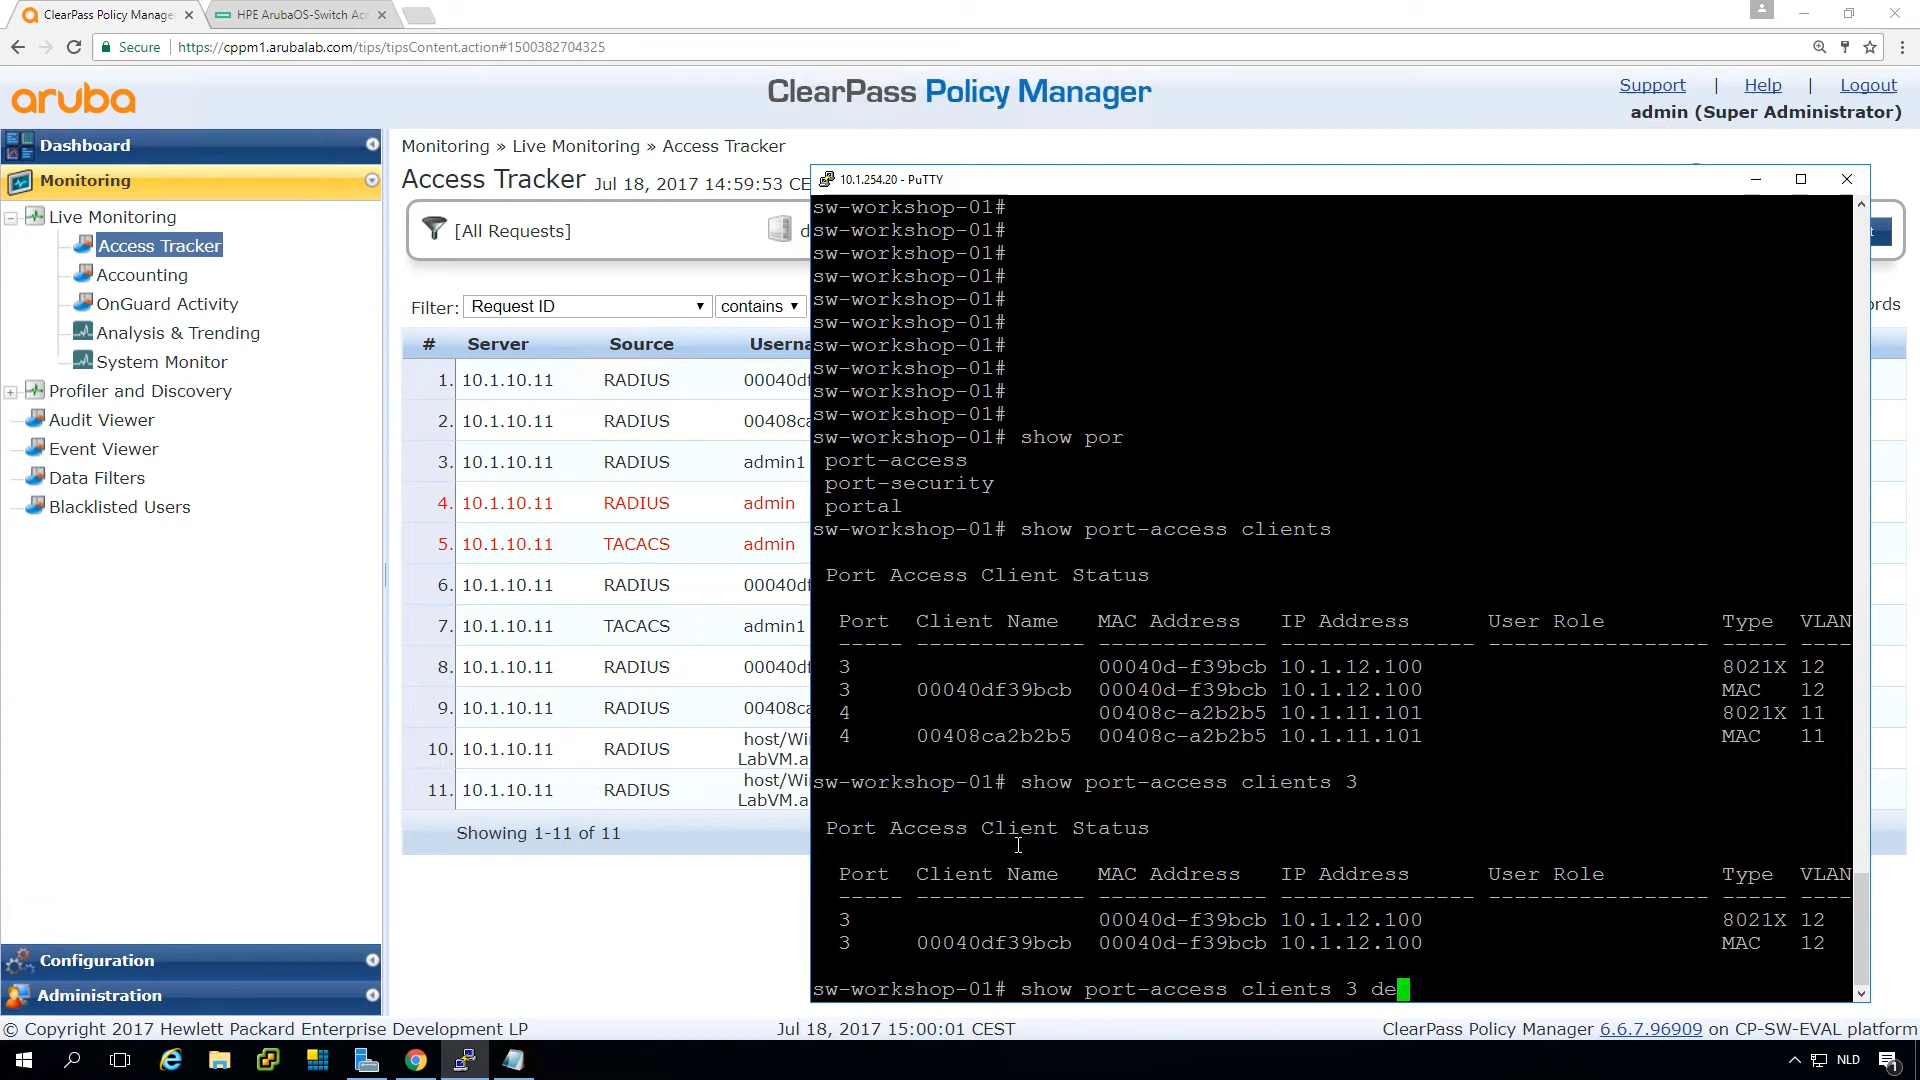 ClearPass Policy Manage
HPE ArubaOS-Switch Acc
Secure
https://cppm1.arubalab.com/tips/tipsContent.action#1500382704325
aruba
ClearPass Policy Manager
Support | Help | Logout
admin (Super Administrator)
Dashboard
Monitoring
Live Monitoring
Access Tracker
Accounting
OnGuard Activity
Analysis & Trending
System Monitor
Profiler and Discovery
Audit Viewer
Event Viewer
Data Filters
Blacklisted Users
Configuration
Administration
Monitoring » Live Monitoring » Access Tracker
Access Tracker Jul 18, 2017 14:59:53 CE
[All Requests]
d
Filter: Request ID contains
ords
# Server Source Userna
1. 10.1.10.11 RADIUS 00040df
2. 10.1.10.11 RADIUS 00408ca
3. 10.1.10.11 RADIUS admin1
4. 10.1.10.11 RADIUS admin
5. 10.1.10.11 TACACS admin
6. 10.1.10.11 RADIUS 00040df
7. 10.1.10.11 TACACS admin1
8. 10.1.10.11 RADIUS 00040df
9. 10.1.10.11 RADIUS 00408ca
10. 10.1.10.11 RADIUS host/Wi
LabVM.a
11. 10.1.10.11 RADIUS host/Wi
LabVM.a
Showing 1-11 of 11
10.1.254.20 - PuTTY
sw-workshop-01#
sw-workshop-01#
sw-workshop-01#
sw-workshop-01#
sw-workshop-01#
sw-workshop-01#
sw-workshop-01#
sw-workshop-01#
sw-workshop-01#
sw-workshop-01#
sw-workshop-01# show por
port-access
port-security
portal
sw-workshop-01# show port-access clients
Port Access Client Status
Port Client Name MAC Address IP Address User Role Type VLAN
----- ------------- ------------- --------------- ----------------- ----- ----
3 00040d-f39bcb 10.1.12.100 8021X 12
3 00040df39bcb 00040d-f39bcb 10.1.12.100 MAC 12
4 00408c-a2b2b5 10.1.11.101 8021X 11
4 00408ca2b2b5 00408c-a2b2b5 10.1.11.101 MAC 11
sw-workshop-01# show port-access clients 3
Port Access Client Status
Port Client Name MAC Address IP Address User Role Type VLAN
----- ------------- ------------- --------------- ----------------- ----- ----
3 00040d-f39bcb 10.1.12.100 8021X 12
3 00040df39bcb 00040d-f39bcb 10.1.12.100 MAC 12
sw-workshop-01# show port-access clients 3 de
© Copyright 2017 Hewlett Packard Enterprise Development LP
Jul 18, 2017 15:00:01 CEST
ClearPass Policy Manager 6.6.7.96909 on CP-SW-EVAL platform
NLD
1